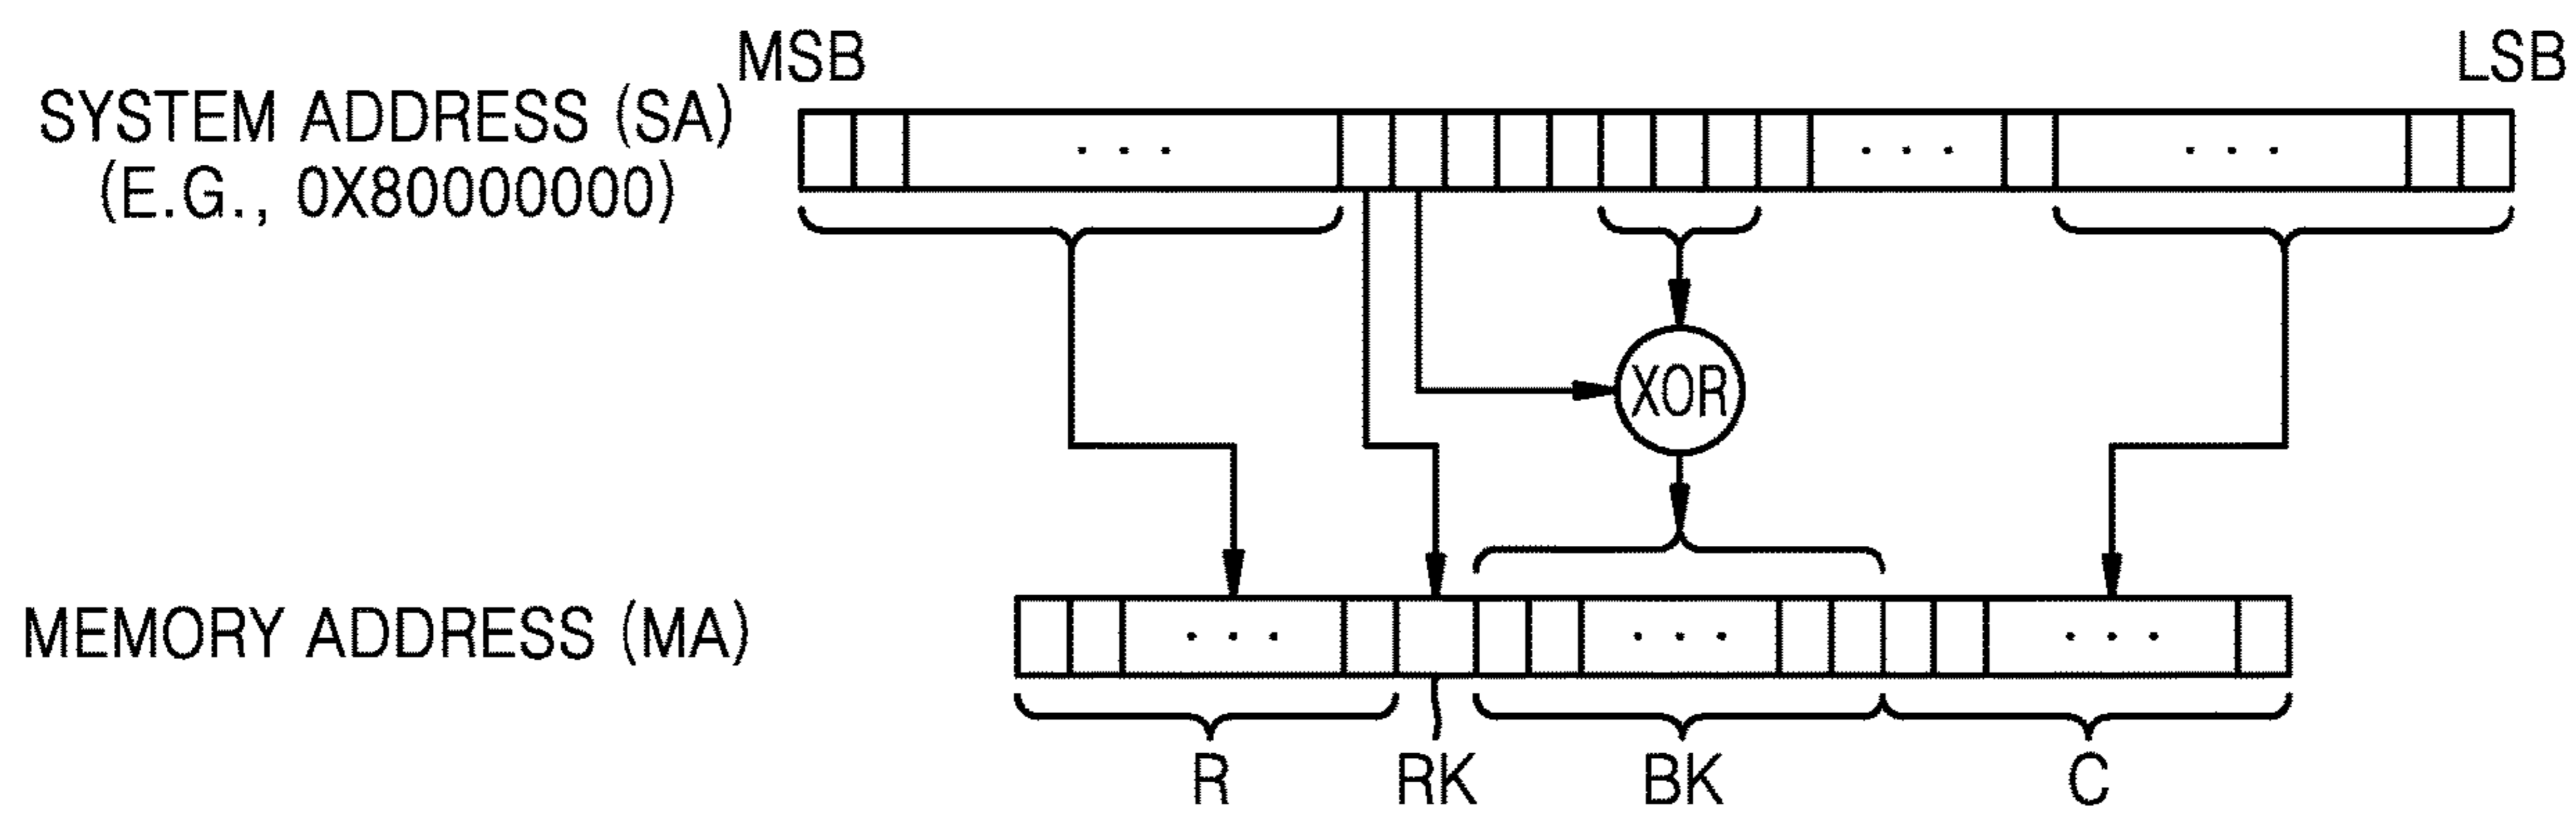 MSB
LSB
SYSTEM ADDRESS (SA)
(E.G., 0X80000000)
. . .
. . .
. . .
XOR
MEMORY ADDRESS (MA)
. . .
. . .
. . .
R
RK
BK
C